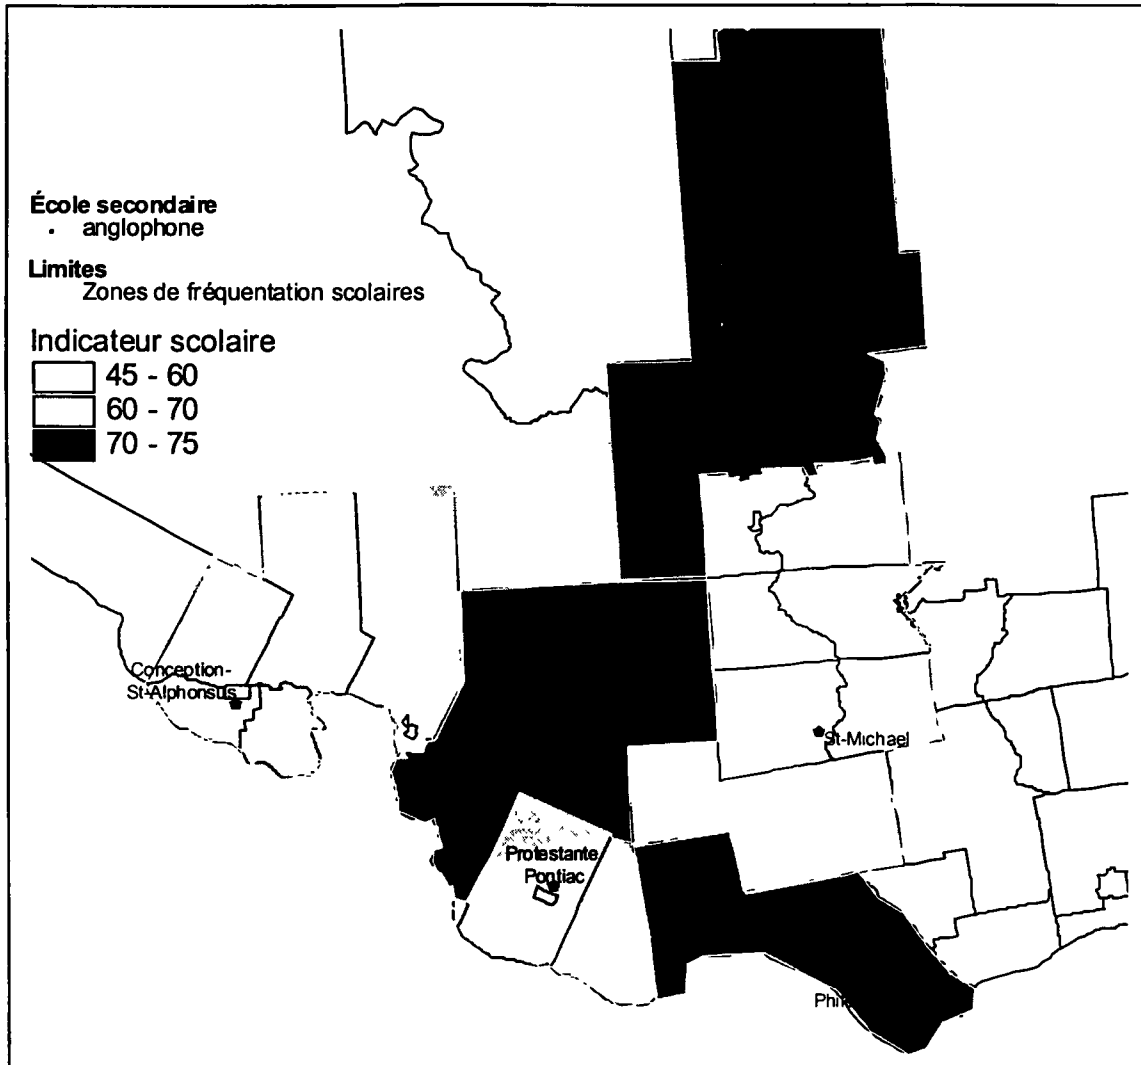 École secondaire
anglophone
Limites
Zones de fréquentation scolaires
Indicateur scolaire
45 - 60
60 - 70
70 - 75
Conception-
St-Alphonsus
St-Michael
Protestante
Pontiac